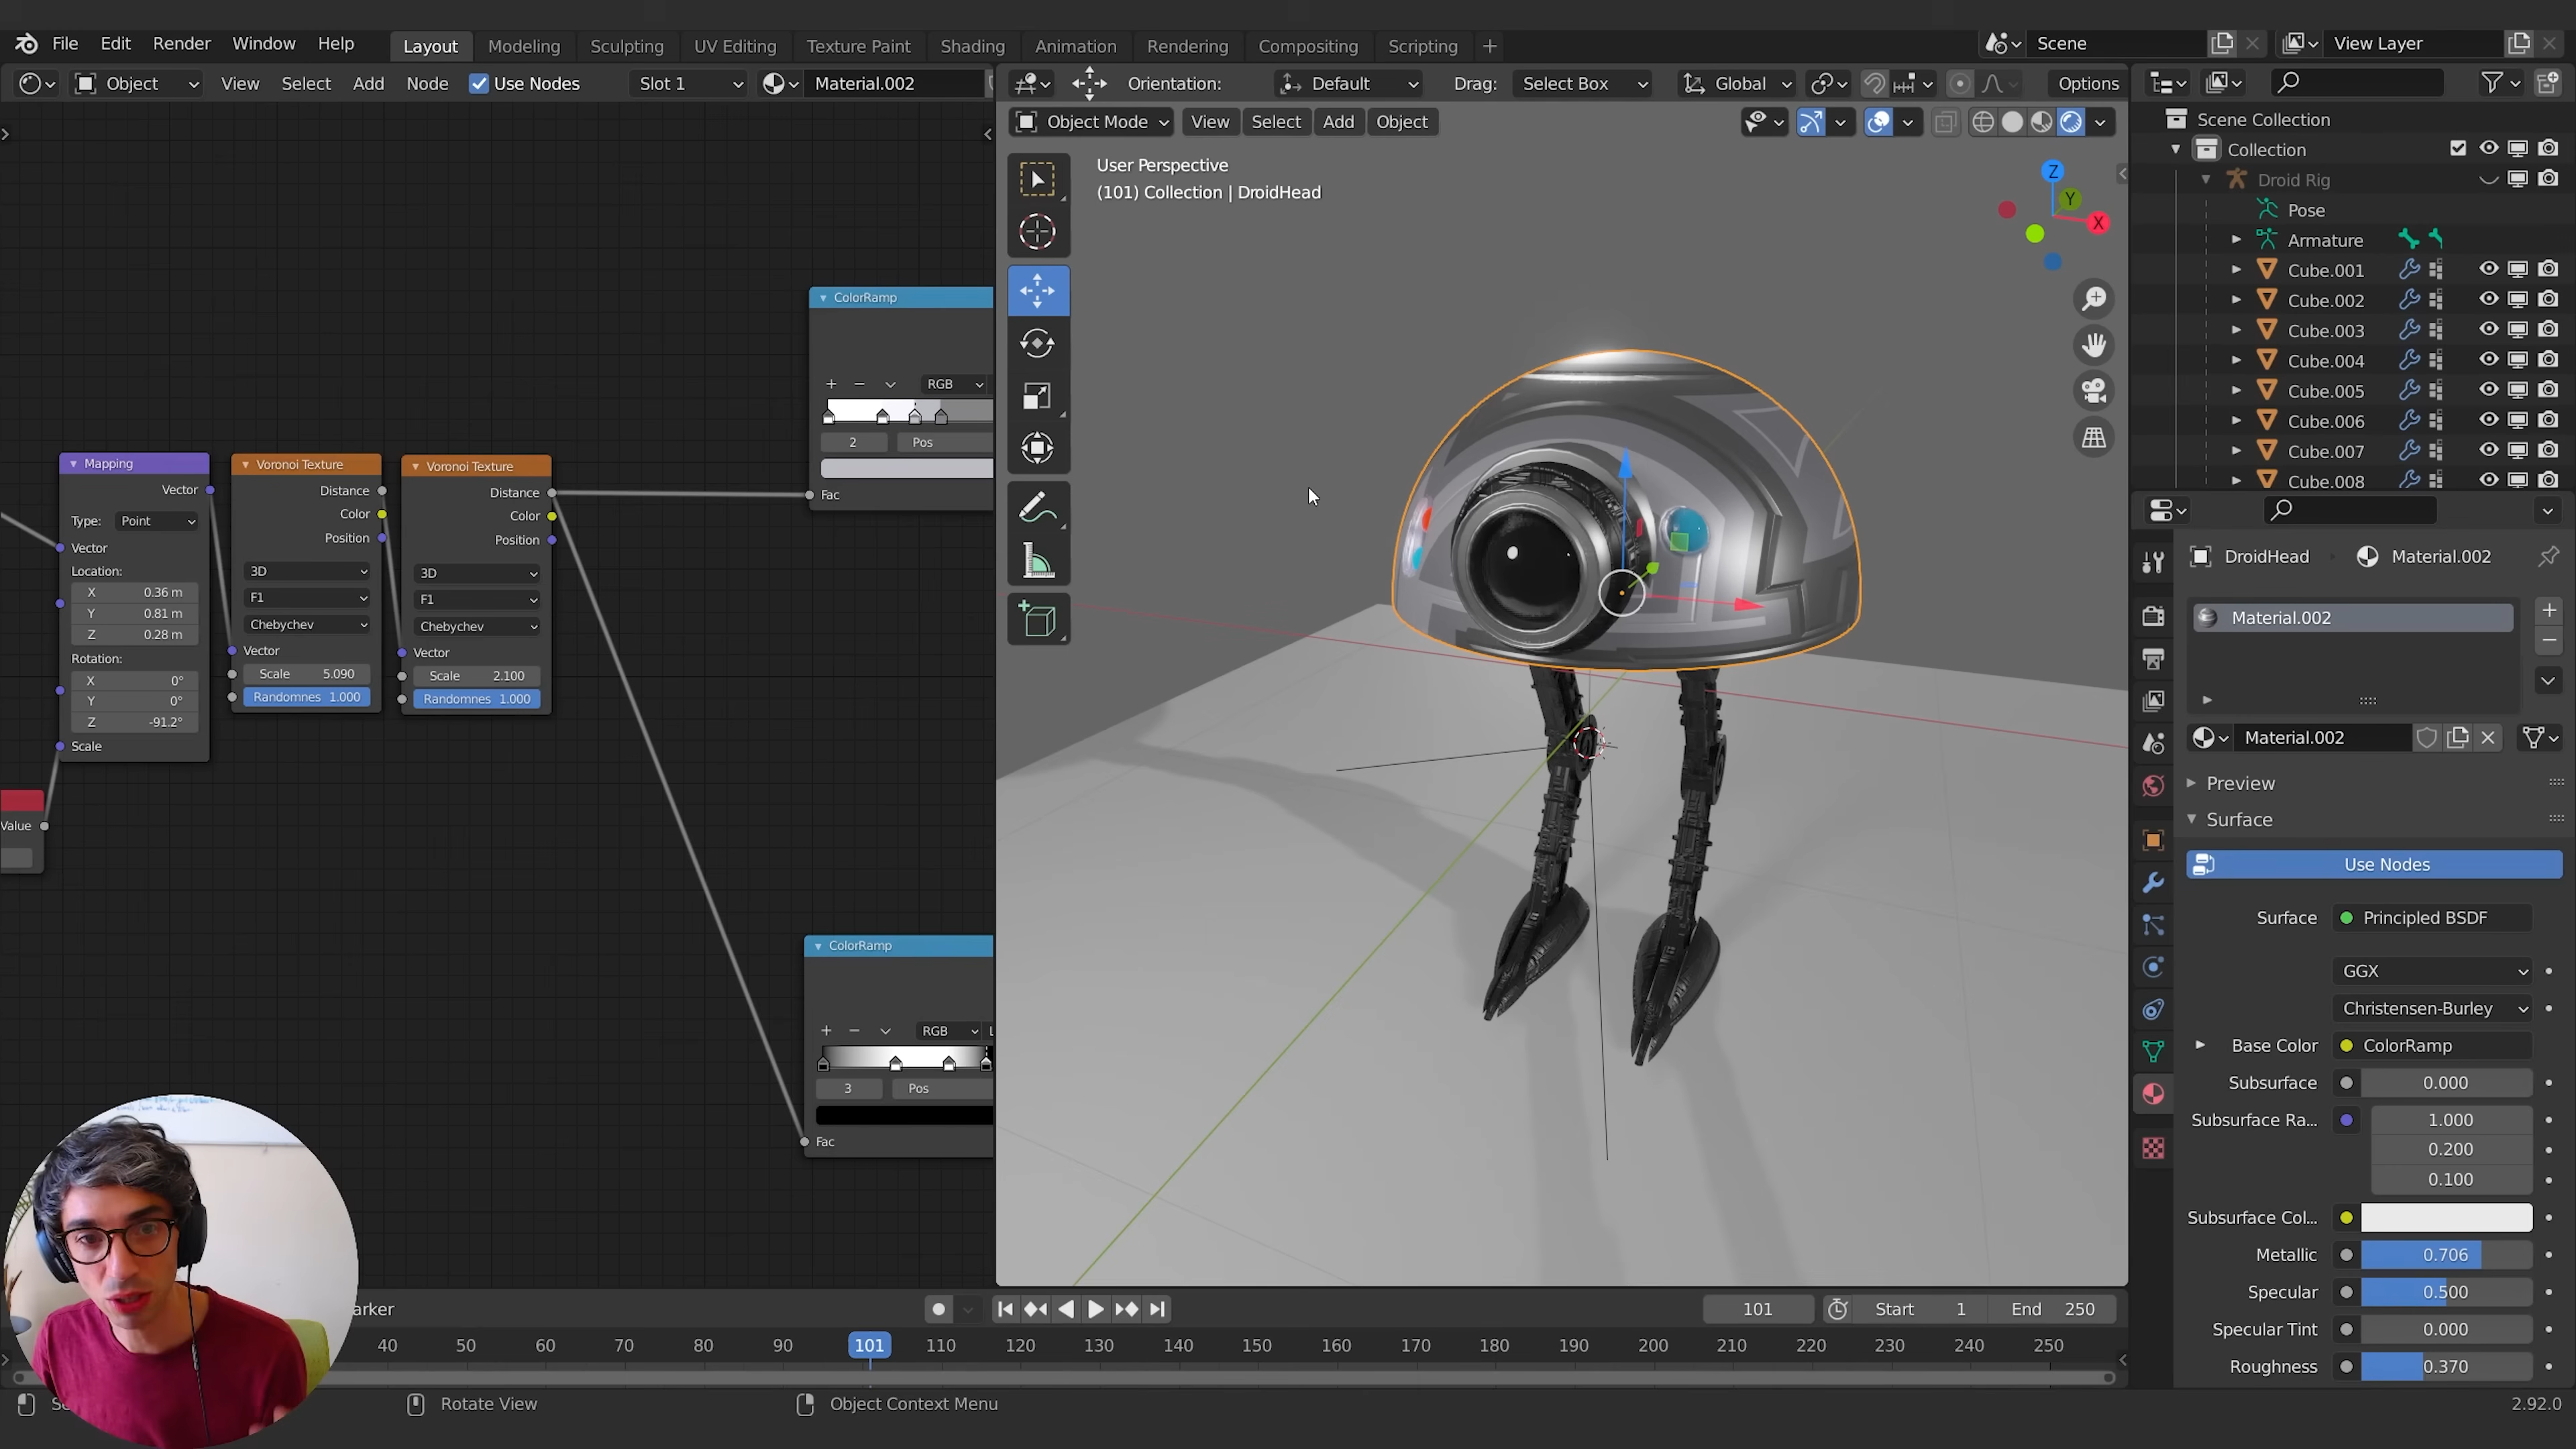 File Edit Render Window Help Layout Modeling Sculpting UV Editing Texture Paint Shading Animation Rendering Compositing Scripting + Scene View Layer
Object View Select Add Node Use Nodes Slot 1 Material.002 Orientation: Default Drag: Select Box Global Options
Object Mode View Select Add Object
User Perspective
(101) Collection | DroidHead
Z
Y
X
Scene Collection
Collection
Droid Rig
Pose
Armature
Cube.001
Cube.002
Cube.003
Cube.004
Cube.005
Cube.006
Cube.007
Cube.008
Mapping
Vector
Type: Point
Vector
Location:
X 0.36 m
Y 0.81 m
Z 0.28 m
Rotation:
X 0°
Y 0°
Z -91.2°
Scale
Value
Voronoi Texture
Distance
Color
Position
3D
F1
Chebychev
Vector
Scale 5.090
Randomnes 1.000
Voronoi Texture
Distance
Color
Position
3D
F1
Chebychev
Vector
Scale 2.100
Randomnes 1.000
ColorRamp
+ − RGB
2 Pos
Fac
ColorRamp
+ − RGB L
3 Pos
Fac
DroidHead Material.002
Material.002
Material.002
Preview
Surface
Use Nodes
Surface Principled BSDF
GGX
Christensen-Burley
Base Color ColorRamp
Subsurface 0.000
Subsurface Ra... 1.000
0.200
0.100
Subsurface Col...
Metallic 0.706
Specular 0.500
Specular Tint 0.000
Roughness 0.370
arker 101 Start 1 End 250
40 50 60 70 80 90 101 110 120 130 140 150 160 170 180 190 200 210 220 230 240 250
Rotate View Object Context Menu 2.92.0